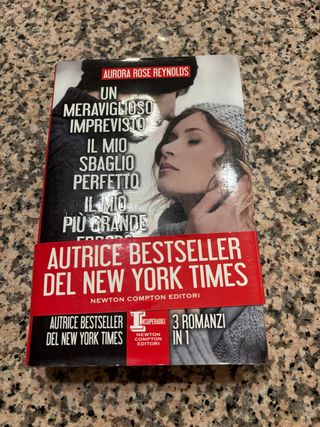 AURORA ROSE REYNOLDS
UN
MERAVIGLIOSO
IMPREVISTO
IL MIO
SBAGLIO
PERFETTO
IL MIO
PIÙ GRANDE
AUTRICE BESTSELLER
DEL NEW YORK TIMES
NEWTON COMPTON EDITORI
AUTRICE BESTSELLER
DEL NEW YORK TIMES
INSUPERABILI
NEWTON
COMPTON
EDITORI
3 ROMANZI
IN 1